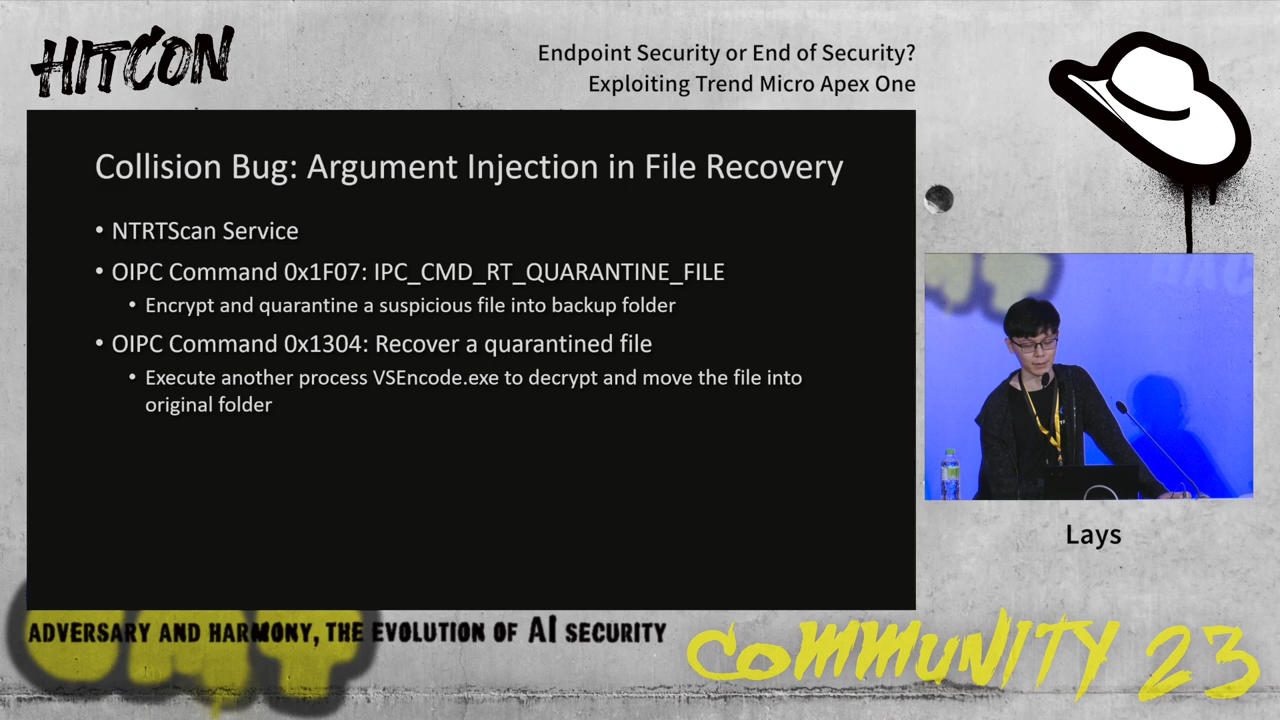 HITCON
Endpoint Security or End of Security?
Exploiting Trend Micro Apex One
Collision Bug: Argument Injection in File Recovery
• NTRTScan Service
• OIPC Command 0x1F07: IPC_CMD_RT_QUARANTINE_FILE
• Encrypt and quarantine a suspicious file into backup folder
• OIPC Command 0x1304: Recover a quarantined file
• Execute another process VSEncode.exe to decrypt and move the file into
original folder
Lays
ADVERSARY AND HARMONY, THE EVOLUTION OF AI SECURITY
COMMUNITY 23